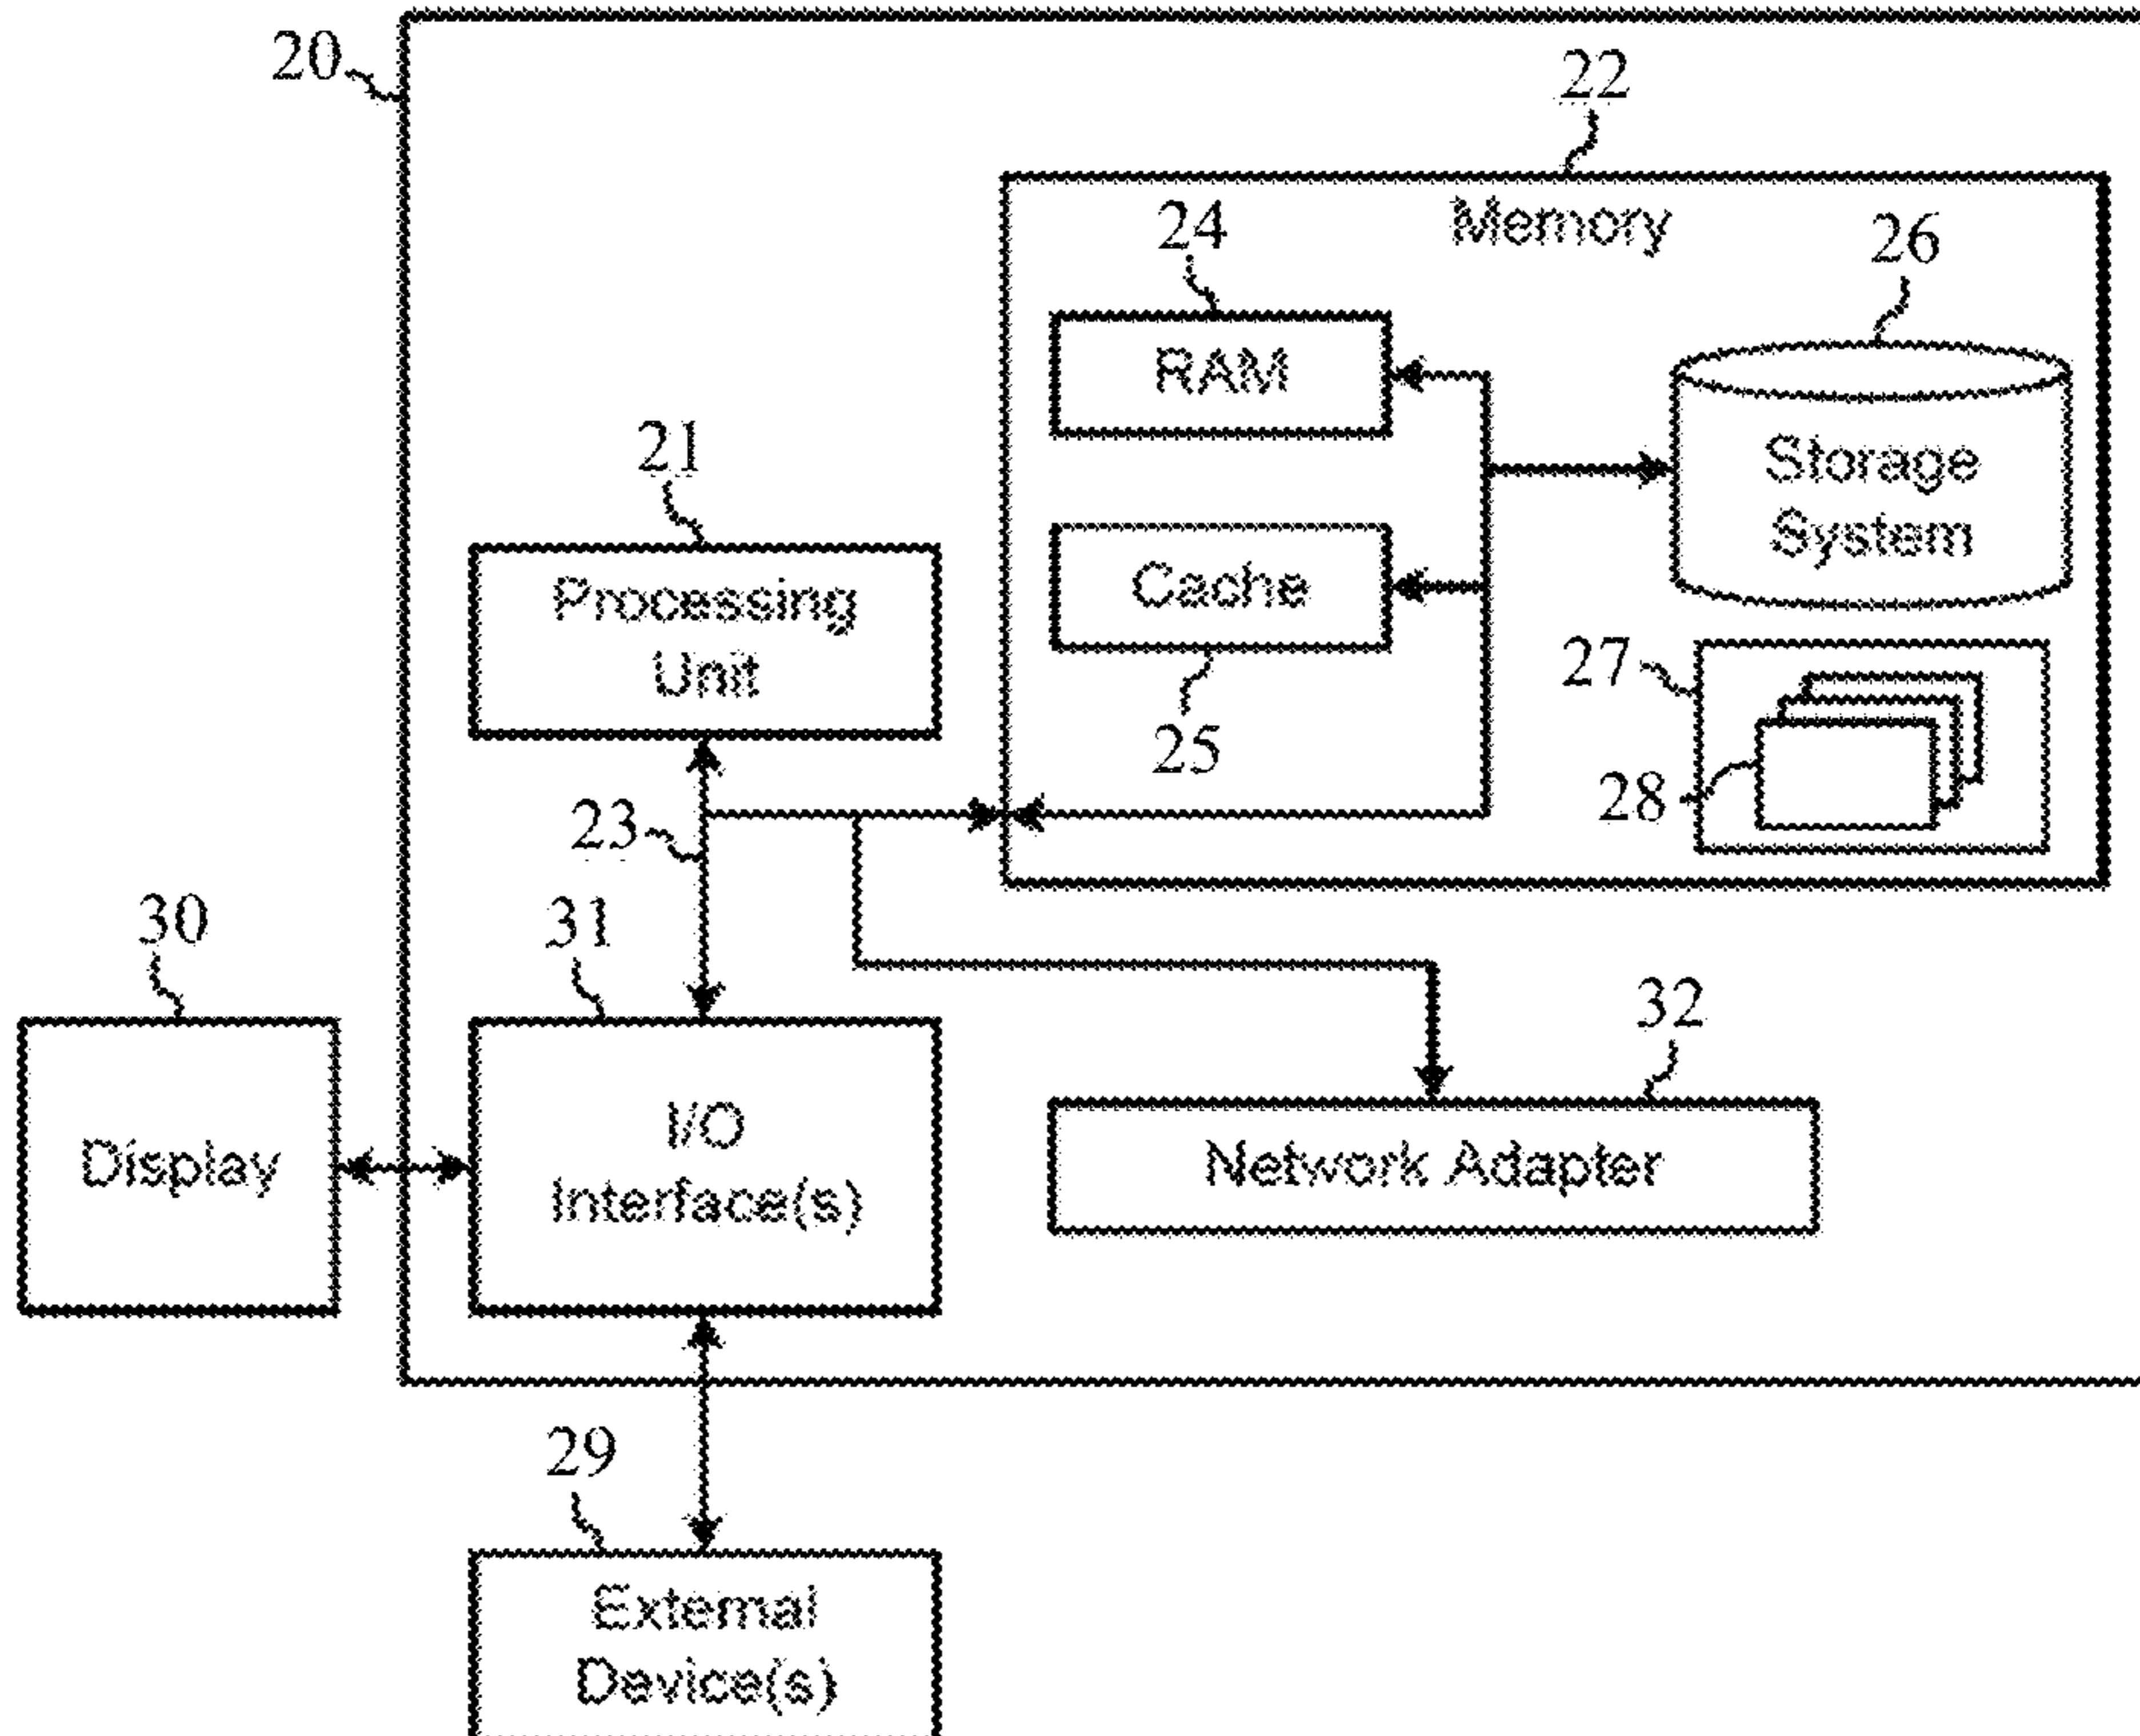 20
22
Memory
24
26
RAM
Storage
System
21
Processing
Unit
Cache
25
27
28
23
30
31
32
Display
I/O
Interface(s)
Network Adapter
29
External
Device(s)